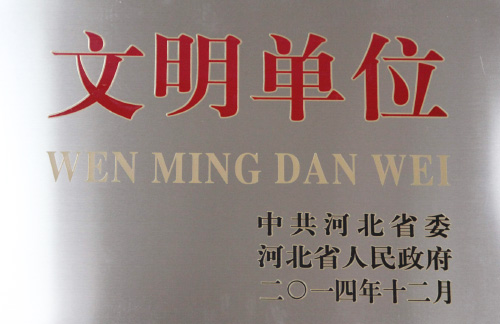 文明单位
WEN MING DAN WEI
中共河北省委
河北省人民政府
二〇一四年十二月